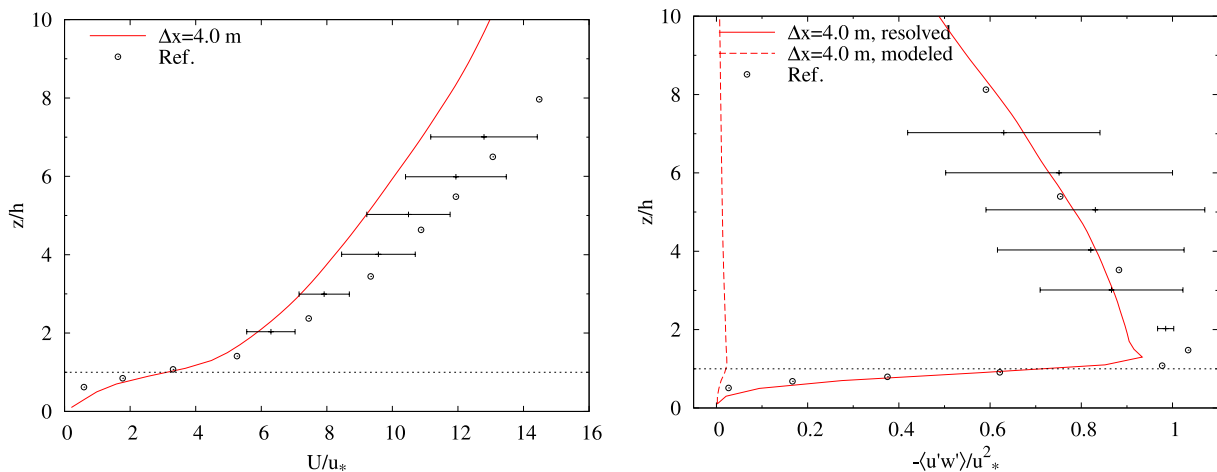 10
8
6
4
2
0
z/h
Δx=4.0 m
Ref.
0 2 4 6 8 10 12 14 16
U/u*
10
8
6
4
2
0
z/h
Δx=4.0 m, resolved
Δx=4.0 m, modeled
Ref.
0 0.2 0.4 0.6 0.8 1
-⟨u'w'⟩/u²*